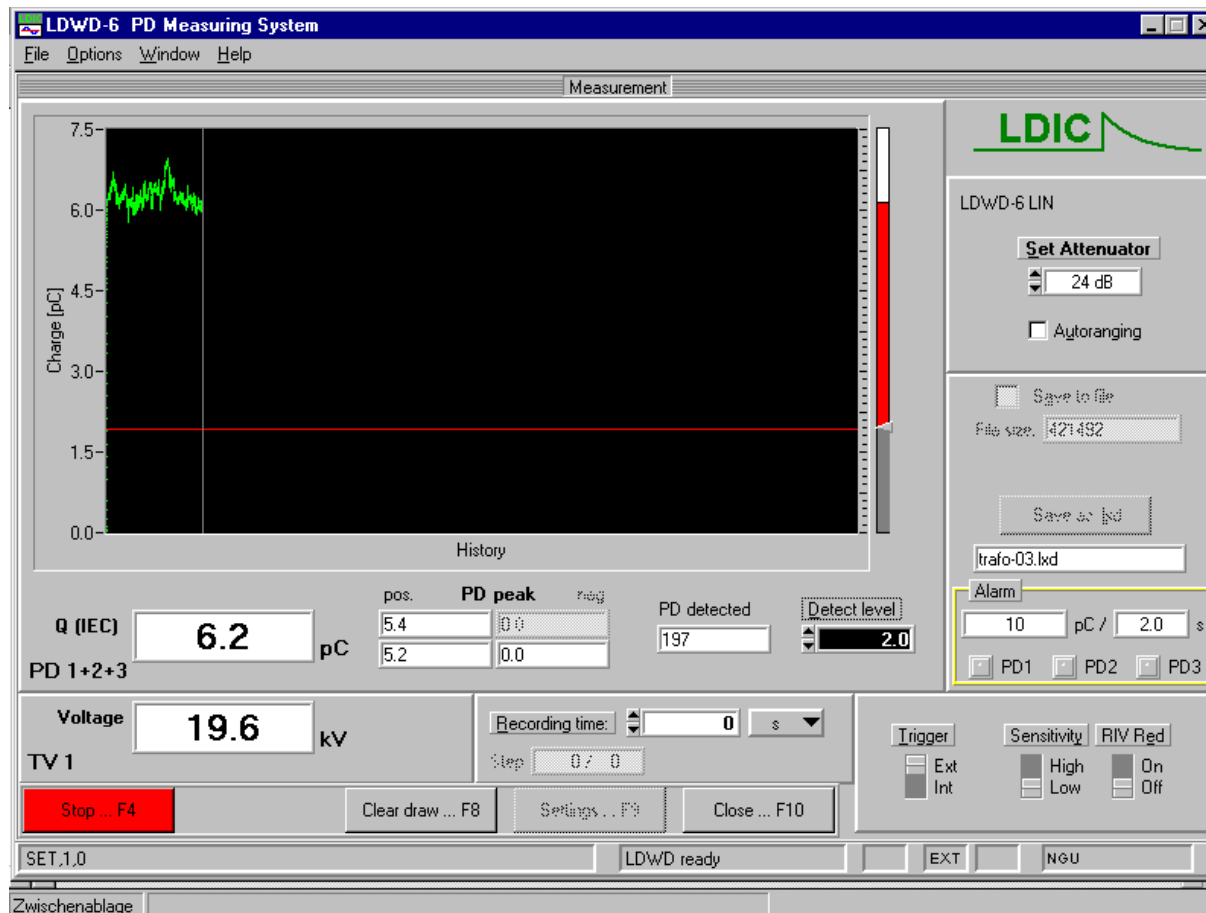 LDIC
LDWD-6 PD Measuring System
File Options Window Help
Measurement
7.5
6.0
4.5
3.0
1.5
0.0
Charge [pC]
History
LDIC
LDWD-6 LIN
Set Attenuator
24 dB
Autoranging
Save to file
File size. 421492
Save as lxd
trafo-03.lxd
Alarm
10 pC / 2.0 s
PD1 PD2 PD3
Q (IEC) 6.2 pC
PD 1+2+3
pos. PD peak neg
5.4 0.0
5.2 0.0
PD detected
197
Detect level
2.0
Voltage 19.6 kV
TV 1
Recording time: 0 s
Step 0 / 0
Trigger
Ext
Int
Sensitivity
High
Low
RIV Red
On
Off
Stop ... F4
Clear draw ... F8
Settings ... F9
Close ... F10
SET,1,0
LDWD ready
EXT
NGU
Zwischenablage